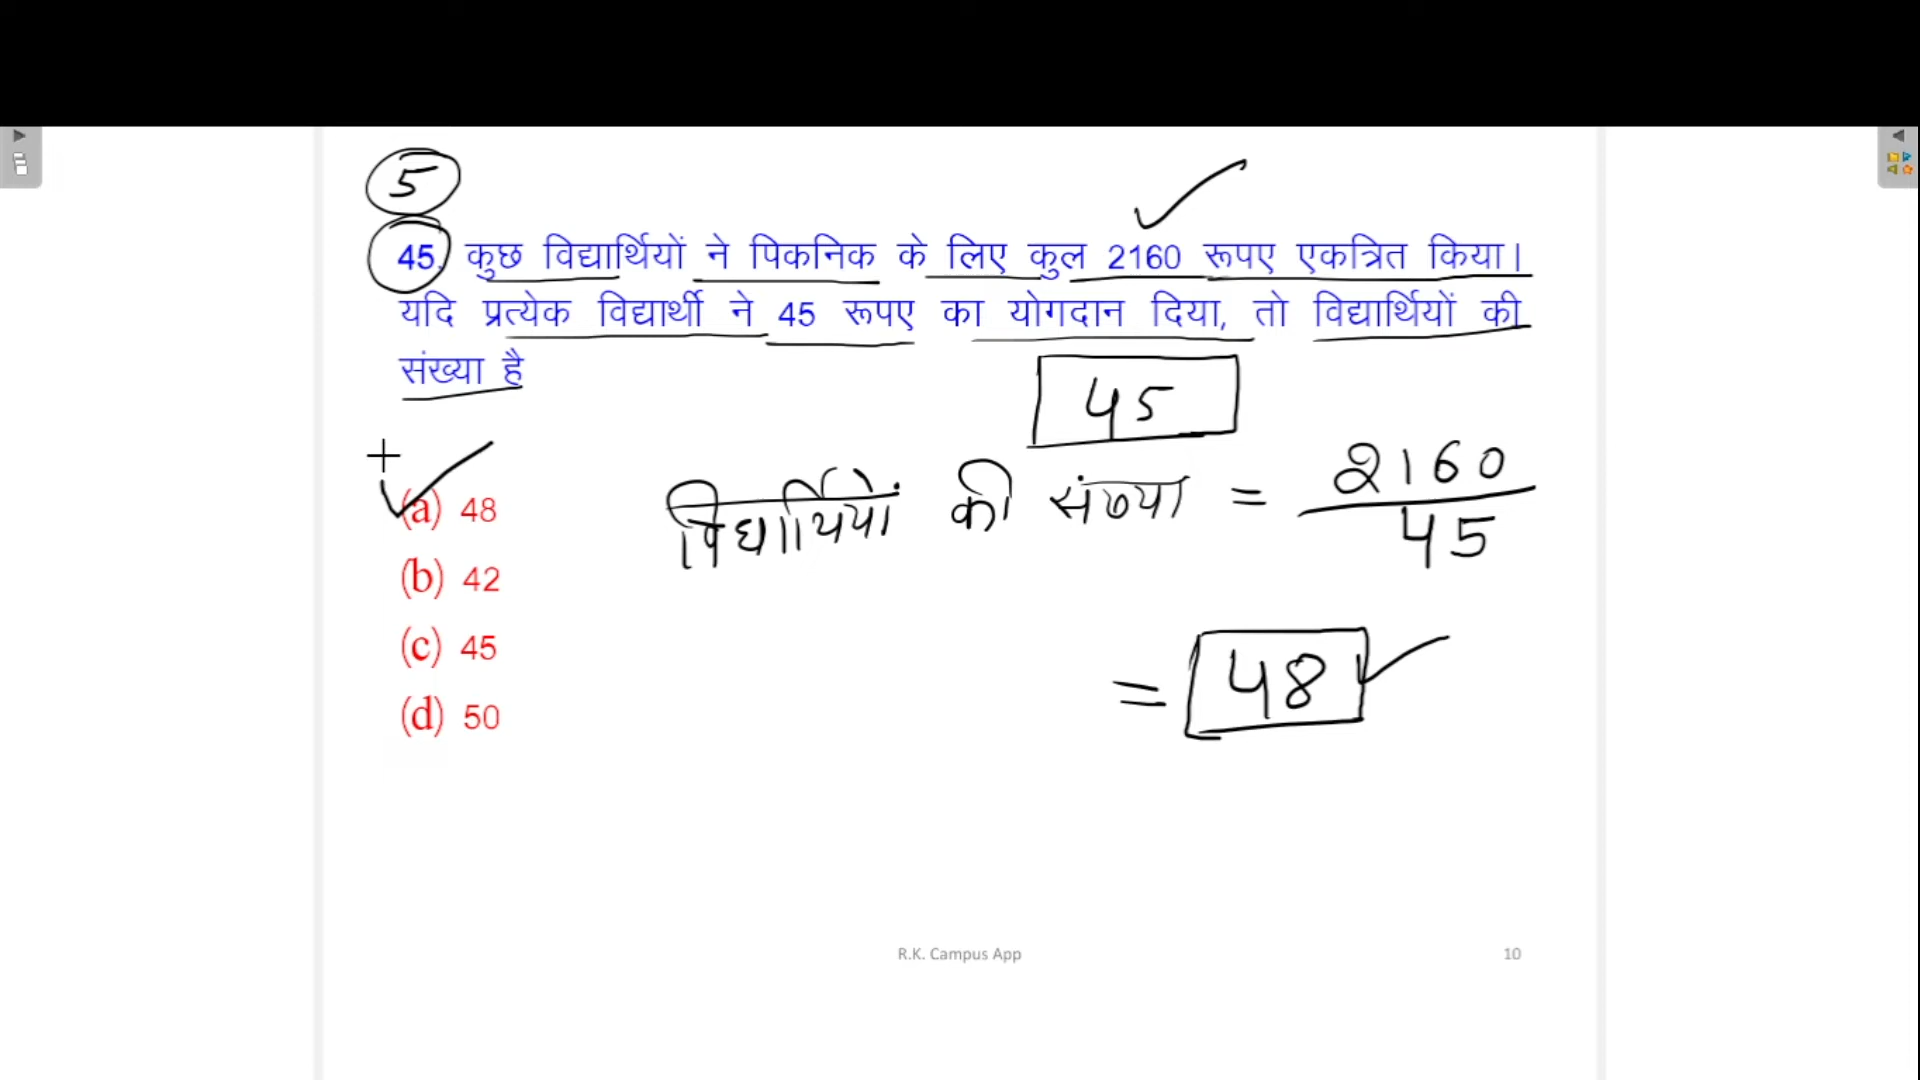 5
45. कुछ विद्यार्थियों ने पिकनिक के लिए कुल 2160 रूपए एकत्रित किया।
यदि प्रत्येक विद्यार्थी ने 45 रूपए का योगदान दिया, तो विद्यार्थियों की
संख्या है
45
(a) 48
विद्यार्थियों की संख्या = 2160
45
(b) 42
(c) 45
= 48
(d) 50
R.K. Campus App
10